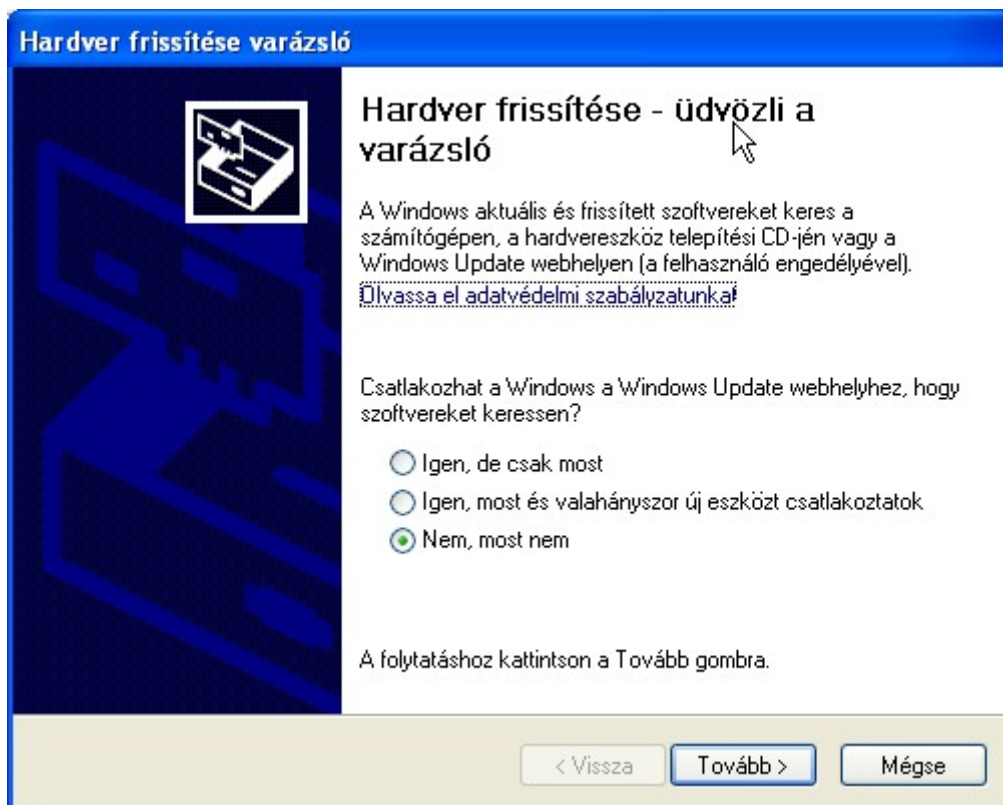 Hardver frissítése varázsló
Hardver frissítése - üdvözli a
varázsló
A Windows aktuális és frissített szoftvereket keres a
számítógépen, a hardvereszköz telepítési CD-jén vagy a
Windows Update webhelyen (a felhasználó engedélyével).
Olvassa el adatvédelmi szabályzatunkat
Csatlakozhat a Windows a Windows Update webhelyhez, hogy
szoftvereket keressen?
Igen, de csak most
Igen, most és valahányszor új eszközt csatlakoztatok
Nem, most nem
A folytatáshoz kattintson a Tovább gombra.
< Vissza
Tovább >
Mégse